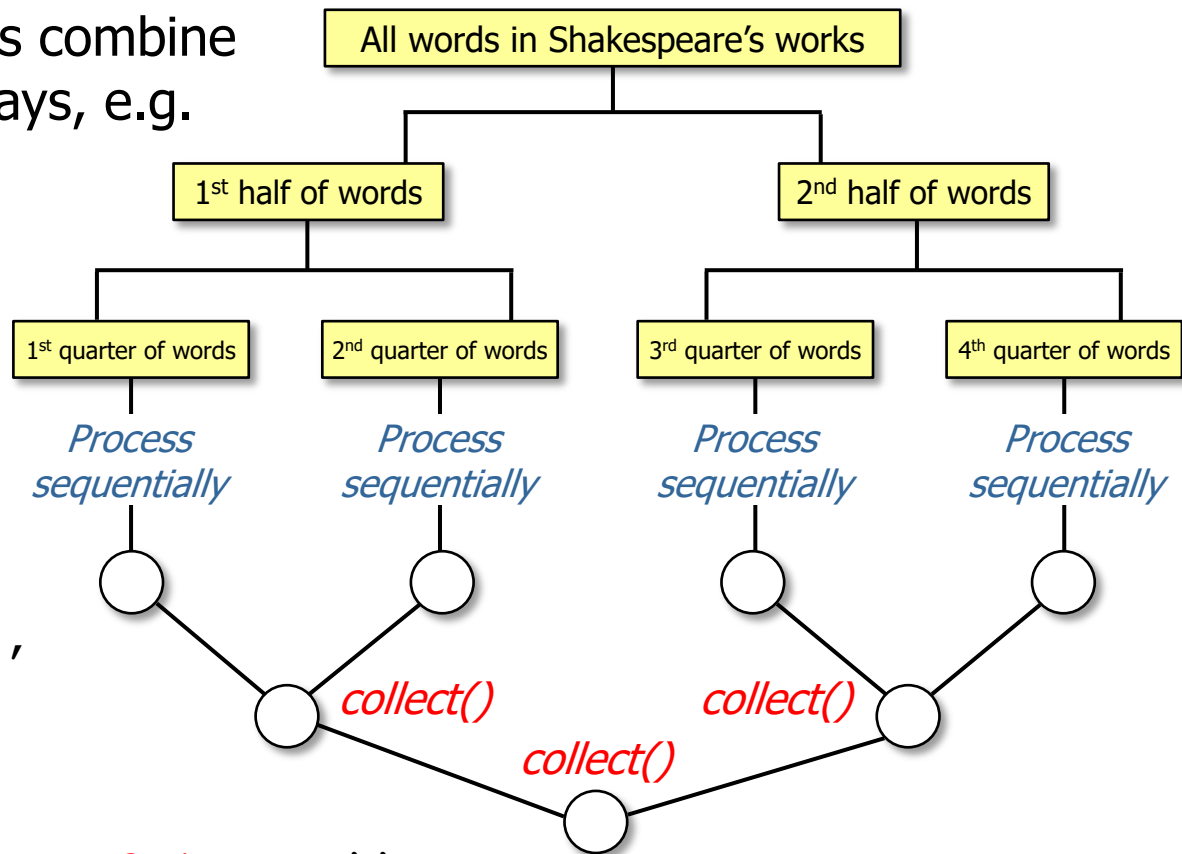 s combine
ays, e.g.
All words in Shakespeare’s works
1st half of words
2nd half of words
1st quarter of words
2nd quarter of words
3rd quarter of words
4th quarter of words
Process
sequentially
Process
sequentially
Process
sequentially
Process
sequentially
,
collect()
collect()
collect()